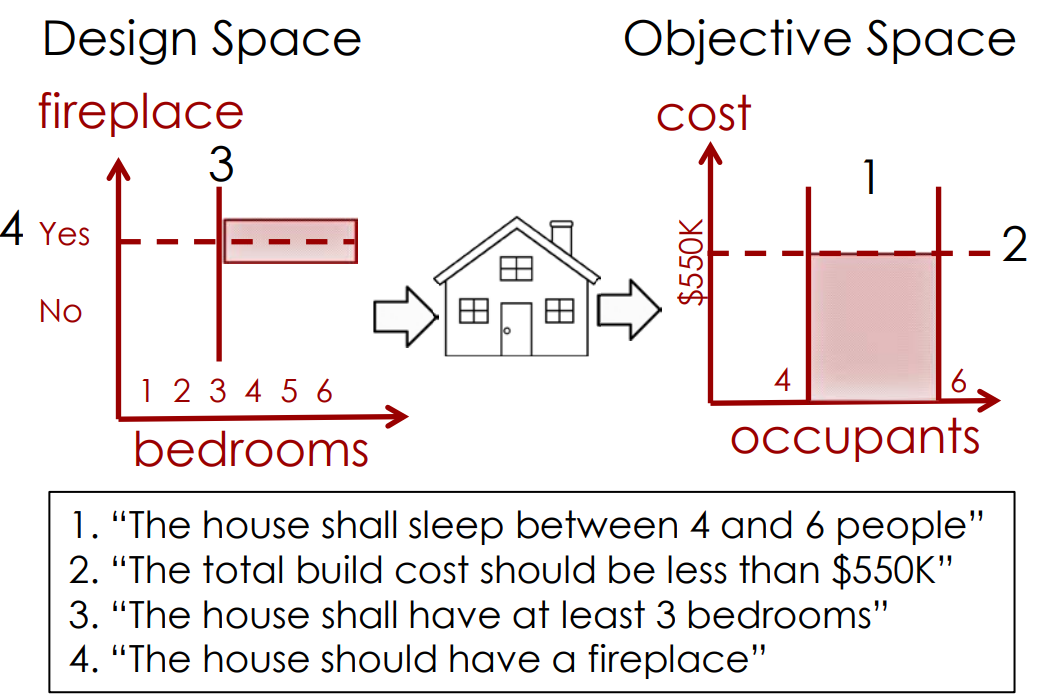 Design Space
Objective Space
fireplace
3
4 Yes
No
1 2 3 4 5 6
bedrooms
cost
1
$550K
2
4
6
occupants
1. “The house shall sleep between 4 and 6 people”
2. “The total build cost should be less than $550K”
3. “The house shall have at least 3 bedrooms”
4. “The house should have a fireplace”